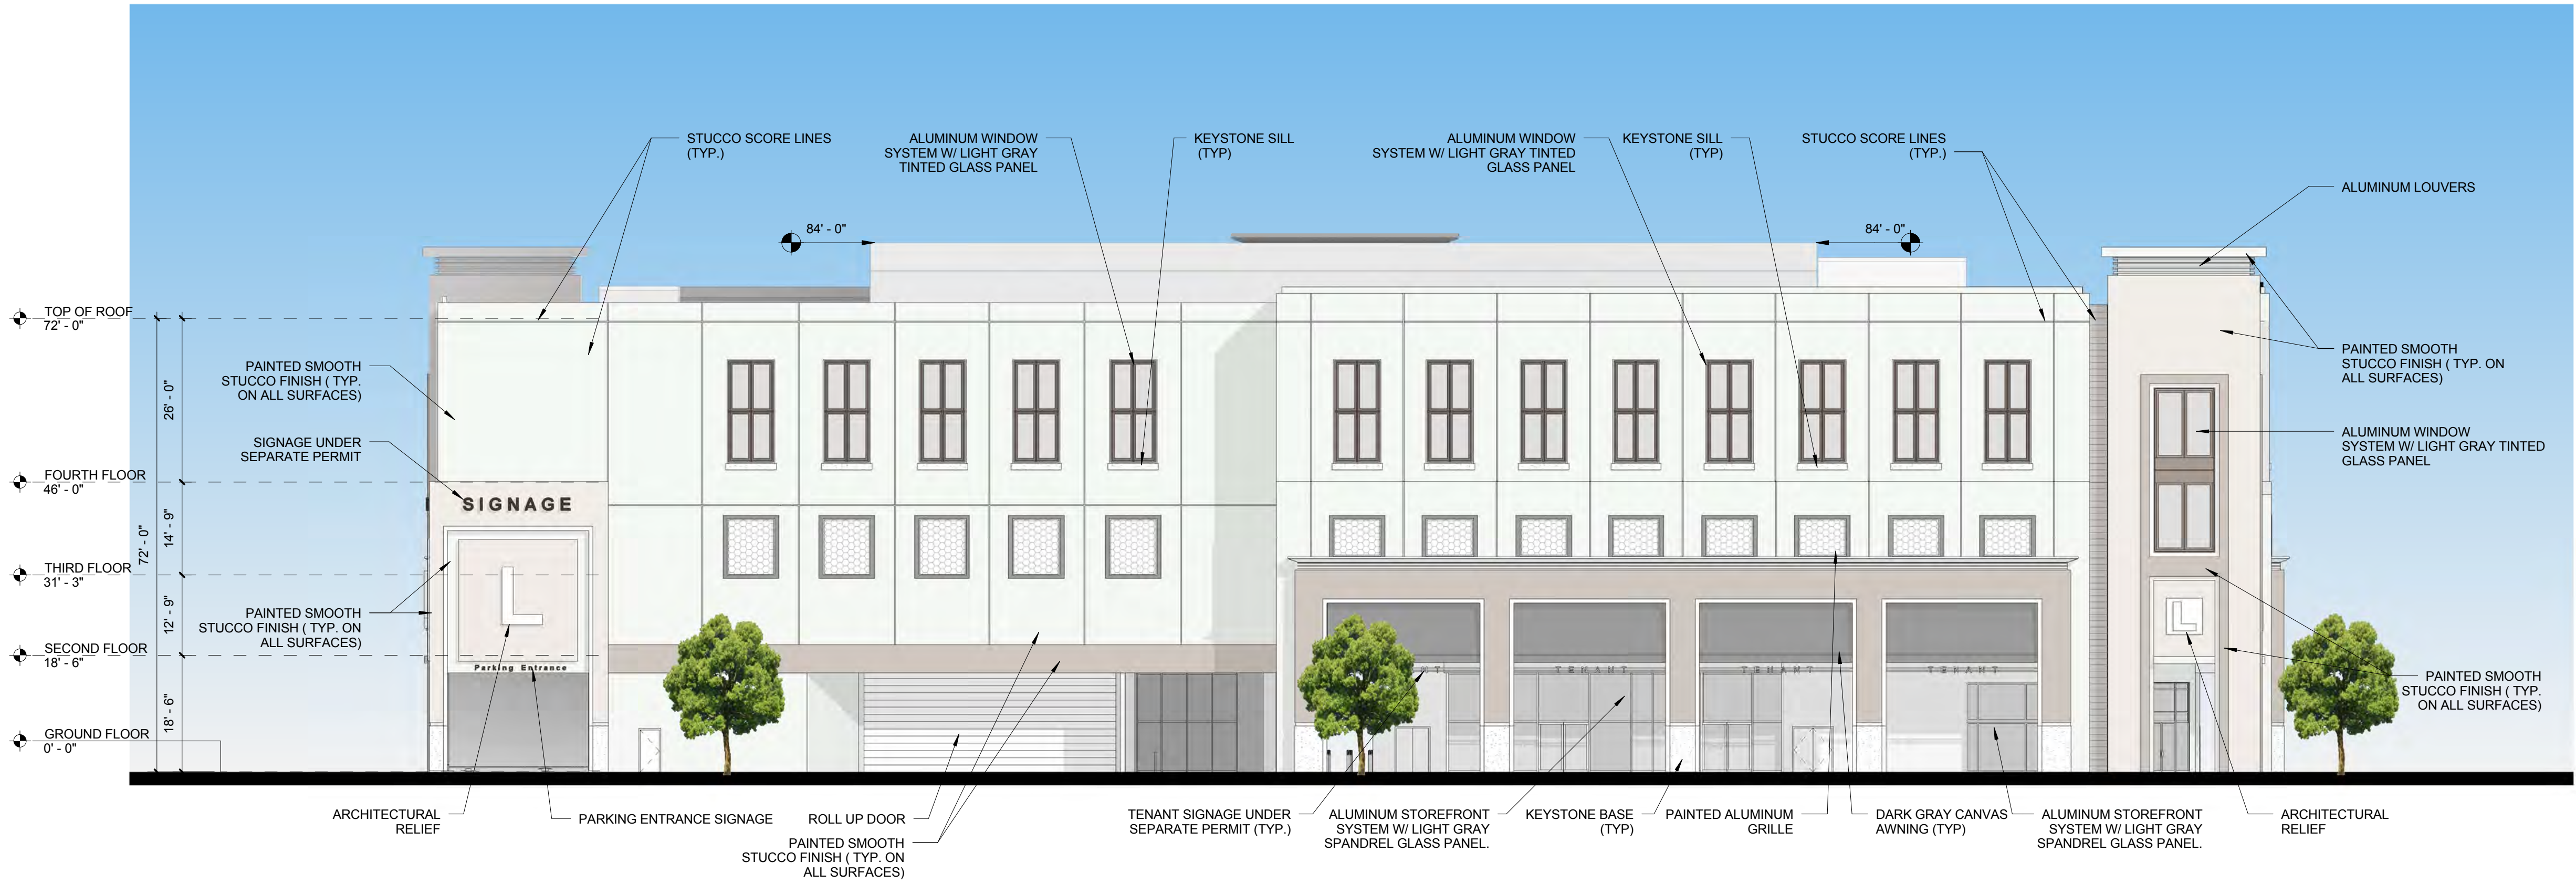 STUCCO SCORE LINES
(TYP.)
ALUMINUM WINDOW
SYSTEM W/ LIGHT GRAY
TINTED GLASS PANEL
KEYSTONE SILL
(TYP)
ALUMINUM WINDOW
SYSTEM W/ LIGHT GRAY TINTED
GLASS PANEL
KEYSTONE SILL
(TYP)
STUCCO SCORE LINES
(TYP.)
ALUMINUM LOUVERS
84' - 0"
84' - 0"
TOP OF ROOF
72' - 0"
PAINTED SMOOTH
STUCCO FINISH ( TYP.
ON ALL SURFACES)
26' - 0"
PAINTED SMOOTH
STUCCO FINISH ( TYP. ON
ALL SURFACES)
SIGNAGE UNDER
SEPARATE PERMIT
ALUMINUM WINDOW
SYSTEM W/ LIGHT GRAY TINTED
GLASS PANEL
FOURTH FLOOR
46' - 0"
SIGNAGE
72' - 0"
14' - 9"
THIRD FLOOR
31' - 3"
L
L
12' - 9"
PAINTED SMOOTH
STUCCO FINISH ( TYP. ON
ALL SURFACES)
SECOND FLOOR
18' - 6"
Parking Entrance
NT
TENANT
TENANT
TENANT
PAINTED SMOOTH
STUCCO FINISH ( TYP.
ON ALL SURFACES)
18' - 6"
GROUND FLOOR
0' - 0"
ARCHITECTURAL
RELIEF
PARKING ENTRANCE SIGNAGE
ROLL UP DOOR
PAINTED SMOOTH
STUCCO FINISH ( TYP. ON
ALL SURFACES)
TENANT SIGNAGE UNDER
SEPARATE PERMIT (TYP.)
ALUMINUM STOREFRONT
SYSTEM W/ LIGHT GRAY
SPANDREL GLASS PANEL.
KEYSTONE BASE
(TYP)
PAINTED ALUMINUM
GRILLE
DARK GRAY CANVAS
AWNING (TYP)
ALUMINUM STOREFRONT
SYSTEM W/ LIGHT GRAY
SPANDREL GLASS PANEL.
ARCHITECTURAL
RELIEF